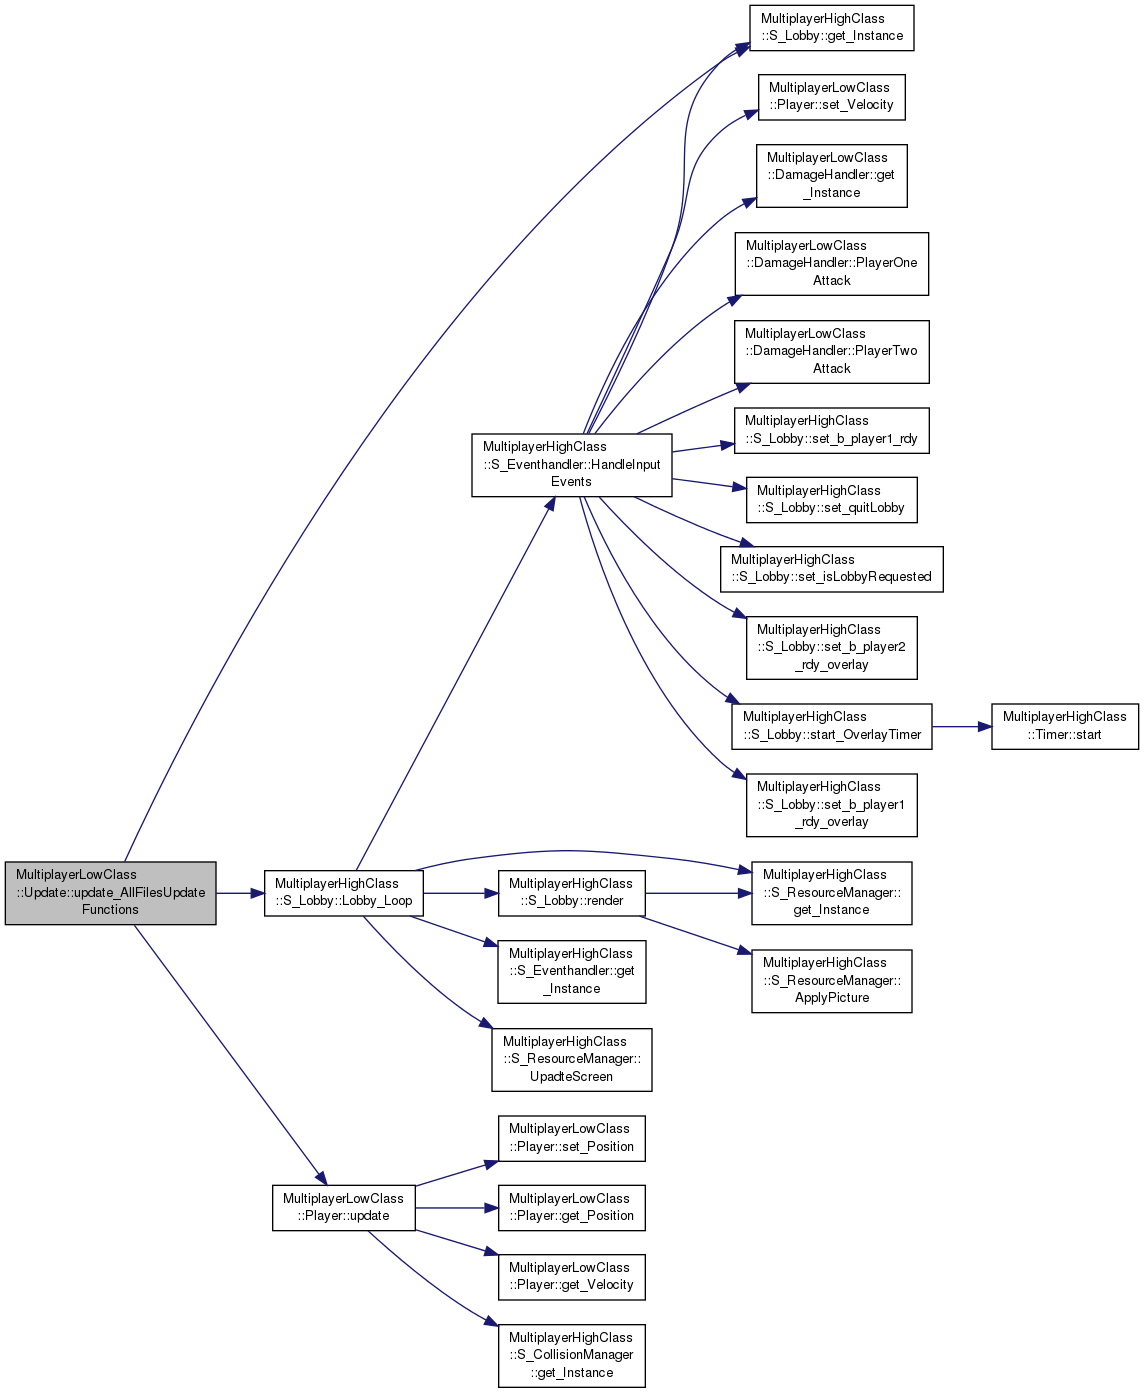 MultiplayerHighClass
::S_Lobby::get_Instance
MultiplayerLowClass
::Player::set_Velocity
MultiplayerLowClass
::DamageHandler::get
_Instance
MultiplayerLowClass
::DamageHandler::PlayerOne
Attack
MultiplayerLowClass
::DamageHandler::PlayerTwo
Attack
MultiplayerHighClass
::S_Lobby::set_b_player1_rdy
MultiplayerHighClass
::S_Eventhandler::HandleInput
Events
MultiplayerHighClass
::S_Lobby::set_quitLobby
MultiplayerHighClass
::S_Lobby::set_isLobbyRequested
MultiplayerHighClass
::S_Lobby::set_b_player2
_rdy_overlay
MultiplayerHighClass
::S_Lobby::start_OverlayTimer
MultiplayerHighClass
::Timer::start
MultiplayerHighClass
::S_Lobby::set_b_player1
_rdy_overlay
MultiplayerLowClass
::Update::update_AllFilesUpdate
Functions
MultiplayerHighClass
::S_Lobby::Lobby_Loop
MultiplayerHighClass
::S_Lobby::render
MultiplayerHighClass
::S_ResourceManager::
get_Instance
MultiplayerHighClass
::S_Eventhandler::get
_Instance
MultiplayerHighClass
::S_ResourceManager::
ApplyPicture
MultiplayerHighClass
::S_ResourceManager::
UpadteScreen
MultiplayerLowClass
::Player::set_Position
MultiplayerLowClass
::Player::update
MultiplayerLowClass
::Player::get_Position
MultiplayerLowClass
::Player::get_Velocity
MultiplayerHighClass
::S_CollisionManager
::get_Instance